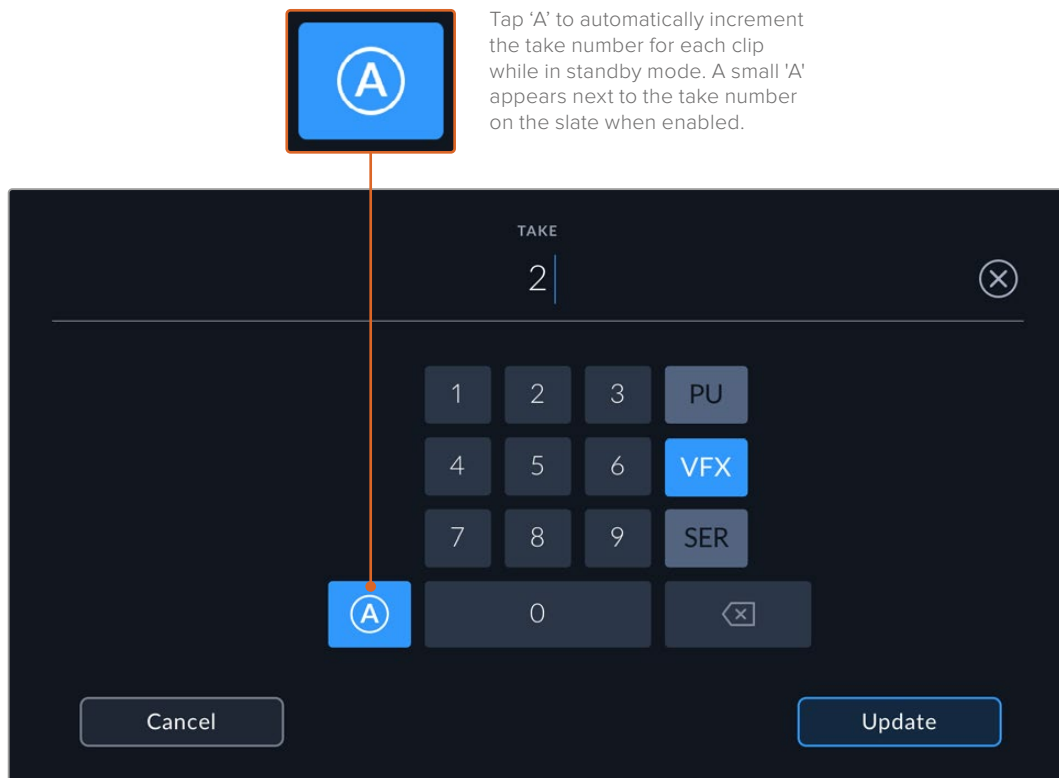 A
Tap ‘A’ to automatically increment
the take number for each clip
while in standby mode. A small 'A'
appears next to the take number
on the slate when enabled.
TAKE
2
1 2 3 PU
4 5 6 VFX
7 8 9 SER
A 0
Cancel Update